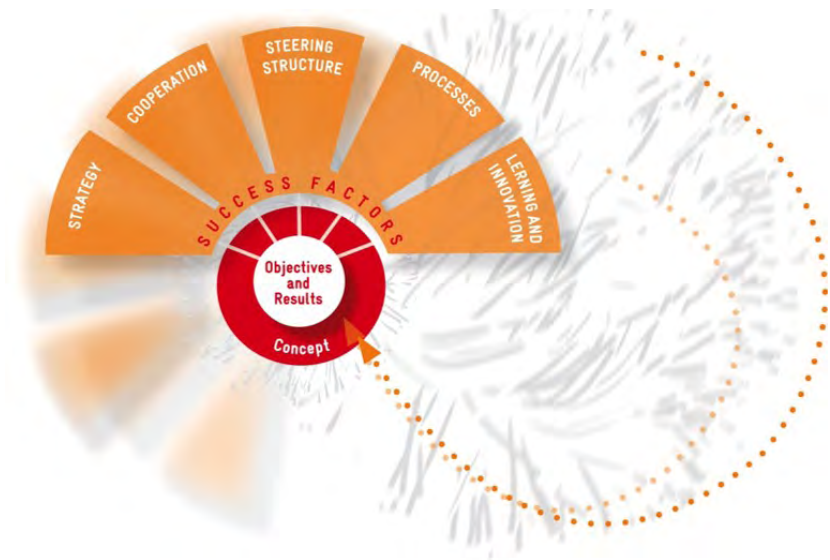 STRATEGY
COOPERATION
STEERING
STRUCTURE
PROCESSES
LERNING AND
INNOVATION
SUCCESS FACTORS
Objectives
and
Results
Concept